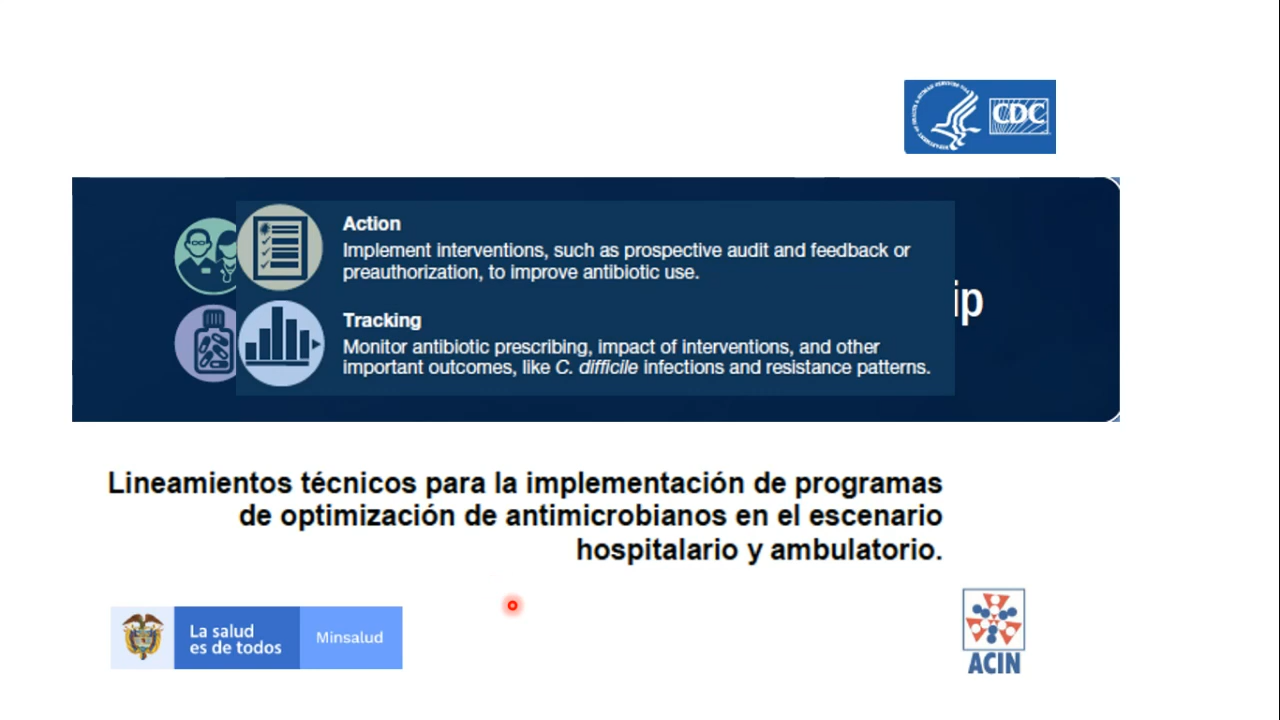 CDC
Action
Implement interventions, such as prospective audit and feedback or
preauthorization, to improve antibiotic use.
ip
Tracking
Monitor antibiotic prescribing, impact of interventions, and other
important outcomes, like C. difficile infections and resistance patterns.
Lineamientos técnicos para la implementación de programas
de optimización de antimicrobianos en el escenario
hospitalario y ambulatorio.
La salud
es de todos
Minsalud
ACIN